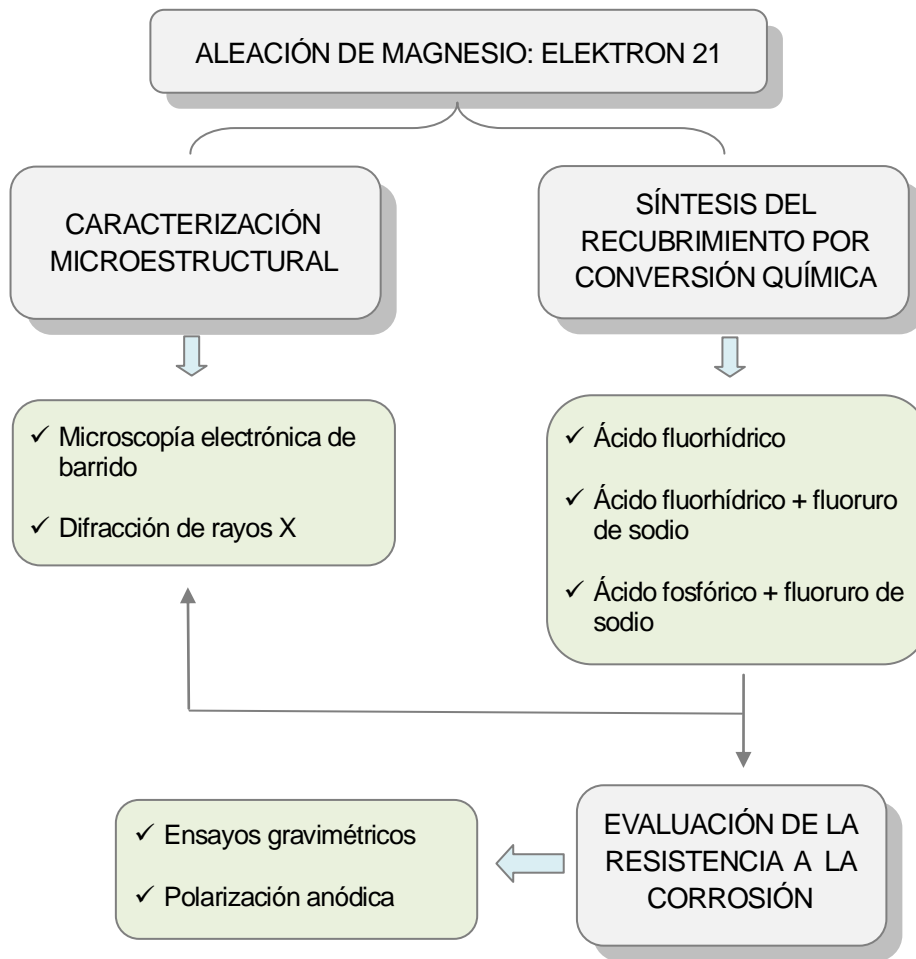 ALEACIÓN DE MAGNESIO: ELEKTRON 21
CARACTERIZACIÓN
MICROESTRUCTURAL
SÍNTESIS DEL
RECUBRIMIENTO POR
CONVERSIÓN QUÍMICA
✓ Microscopía electrónica de
barrido
✓ Difracción de rayos X
✓ Ácido fluorhídrico
✓ Ácido fluorhídrico + fluoruro
de sodio
✓ Ácido fosfórico + fluoruro de
sodio
✓ Ensayos gravimétricos
✓ Polarización anódica
EVALUACIÓN DE LA
RESISTENCIA A LA
CORROSIÓN